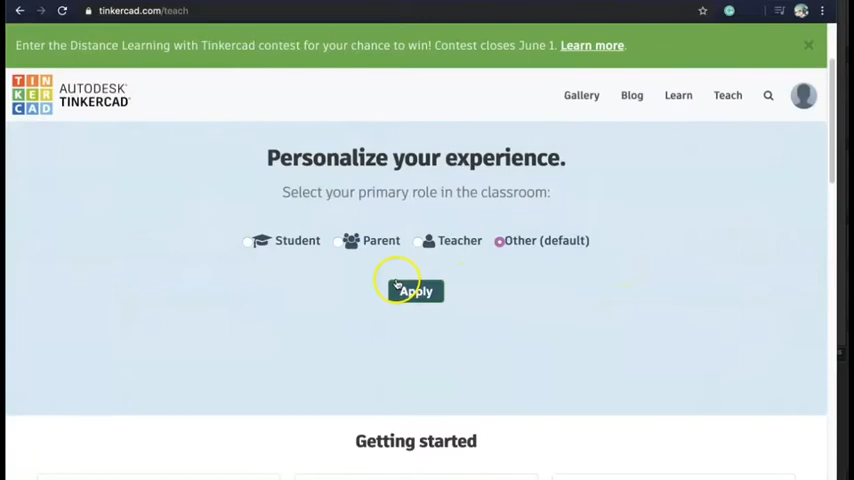 tinkercad.com/teach
Enter the Distance Learning with Tinkercad contest for your chance to win! Contest closes June 1. Learn more.
TIN
KER
CAD
AUTODESK®
TINKERCAD®
Gallery Blog Learn Teach
Personalize your experience.
Select your primary role in the classroom:
Student Parent Teacher Other (default)
Apply
Getting started